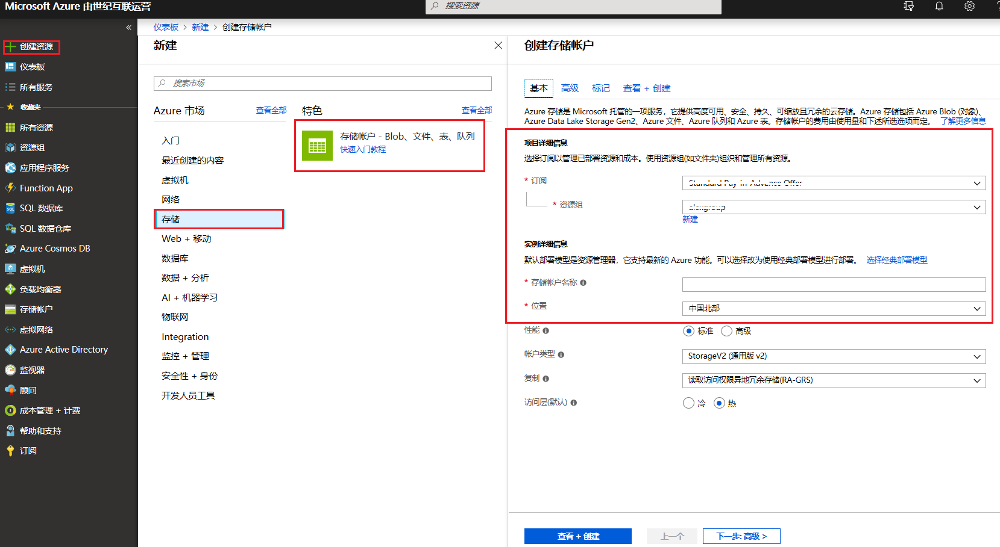 Microsoft Azure 由世纪互联运营
搜索资源
创建资源
仪表板
所有服务
收藏夹
所有资源
资源组
应用程序服务
Function App
SQL 数据库
SQL 数据仓库
Azure Cosmos DB
虚拟机
负载均衡器
存储帐户
虚拟网络
Azure Active Directory
监视器
顾问
成本管理 + 计费
帮助和支持
订阅
仪表板 > 新建 > 创建存储帐户
新建
搜索市场
Azure 市场 查看全部
入门
最近创建的内容
虚拟机
网络
存储
Web + 移动
数据库
数据 + 分析
AI + 机器学习
物联网
Integration
监控 + 管理
安全性 + 身份
开发人员工具
特色 查看全部
存储帐户 - Blob、文件、表、队列
快速入门教程
创建存储帐户
基本 高级 标记 查看 + 创建
Azure 存储是 Microsoft 托管的一项服务，它提供高度可用、安全、持久、可缩放且冗余的云存储。Azure 存储包括 Azure Blob (对象)、
Azure Data Lake Storage Gen2、Azure 文件、Azure 队列和 Azure 表。存储帐户的费用由使用量和下述所选选项而定。 了解更多信息
项目详细信息
选择订阅以管理已部署资源和成本。使用资源组(如文件夹)组织和管理所有资源。
* 订阅 Standard Pay-In-Advance Offer
* 资源组 alexgroup
新建
实例详细信息
默认部署模型是资源管理器，它支持最新的 Azure 功能。可以选择改为使用经典部署模型进行部署。 选择经典部署模型
* 存储帐户名称
* 位置 中国北部
性能 标准 高级
帐户类型 StorageV2 (通用版 v2)
复制 读取访问权限异地冗余存储(RA-GRS)
访问层(默认) 冷 热
查看 + 创建 上一个 下一步: 高级 >